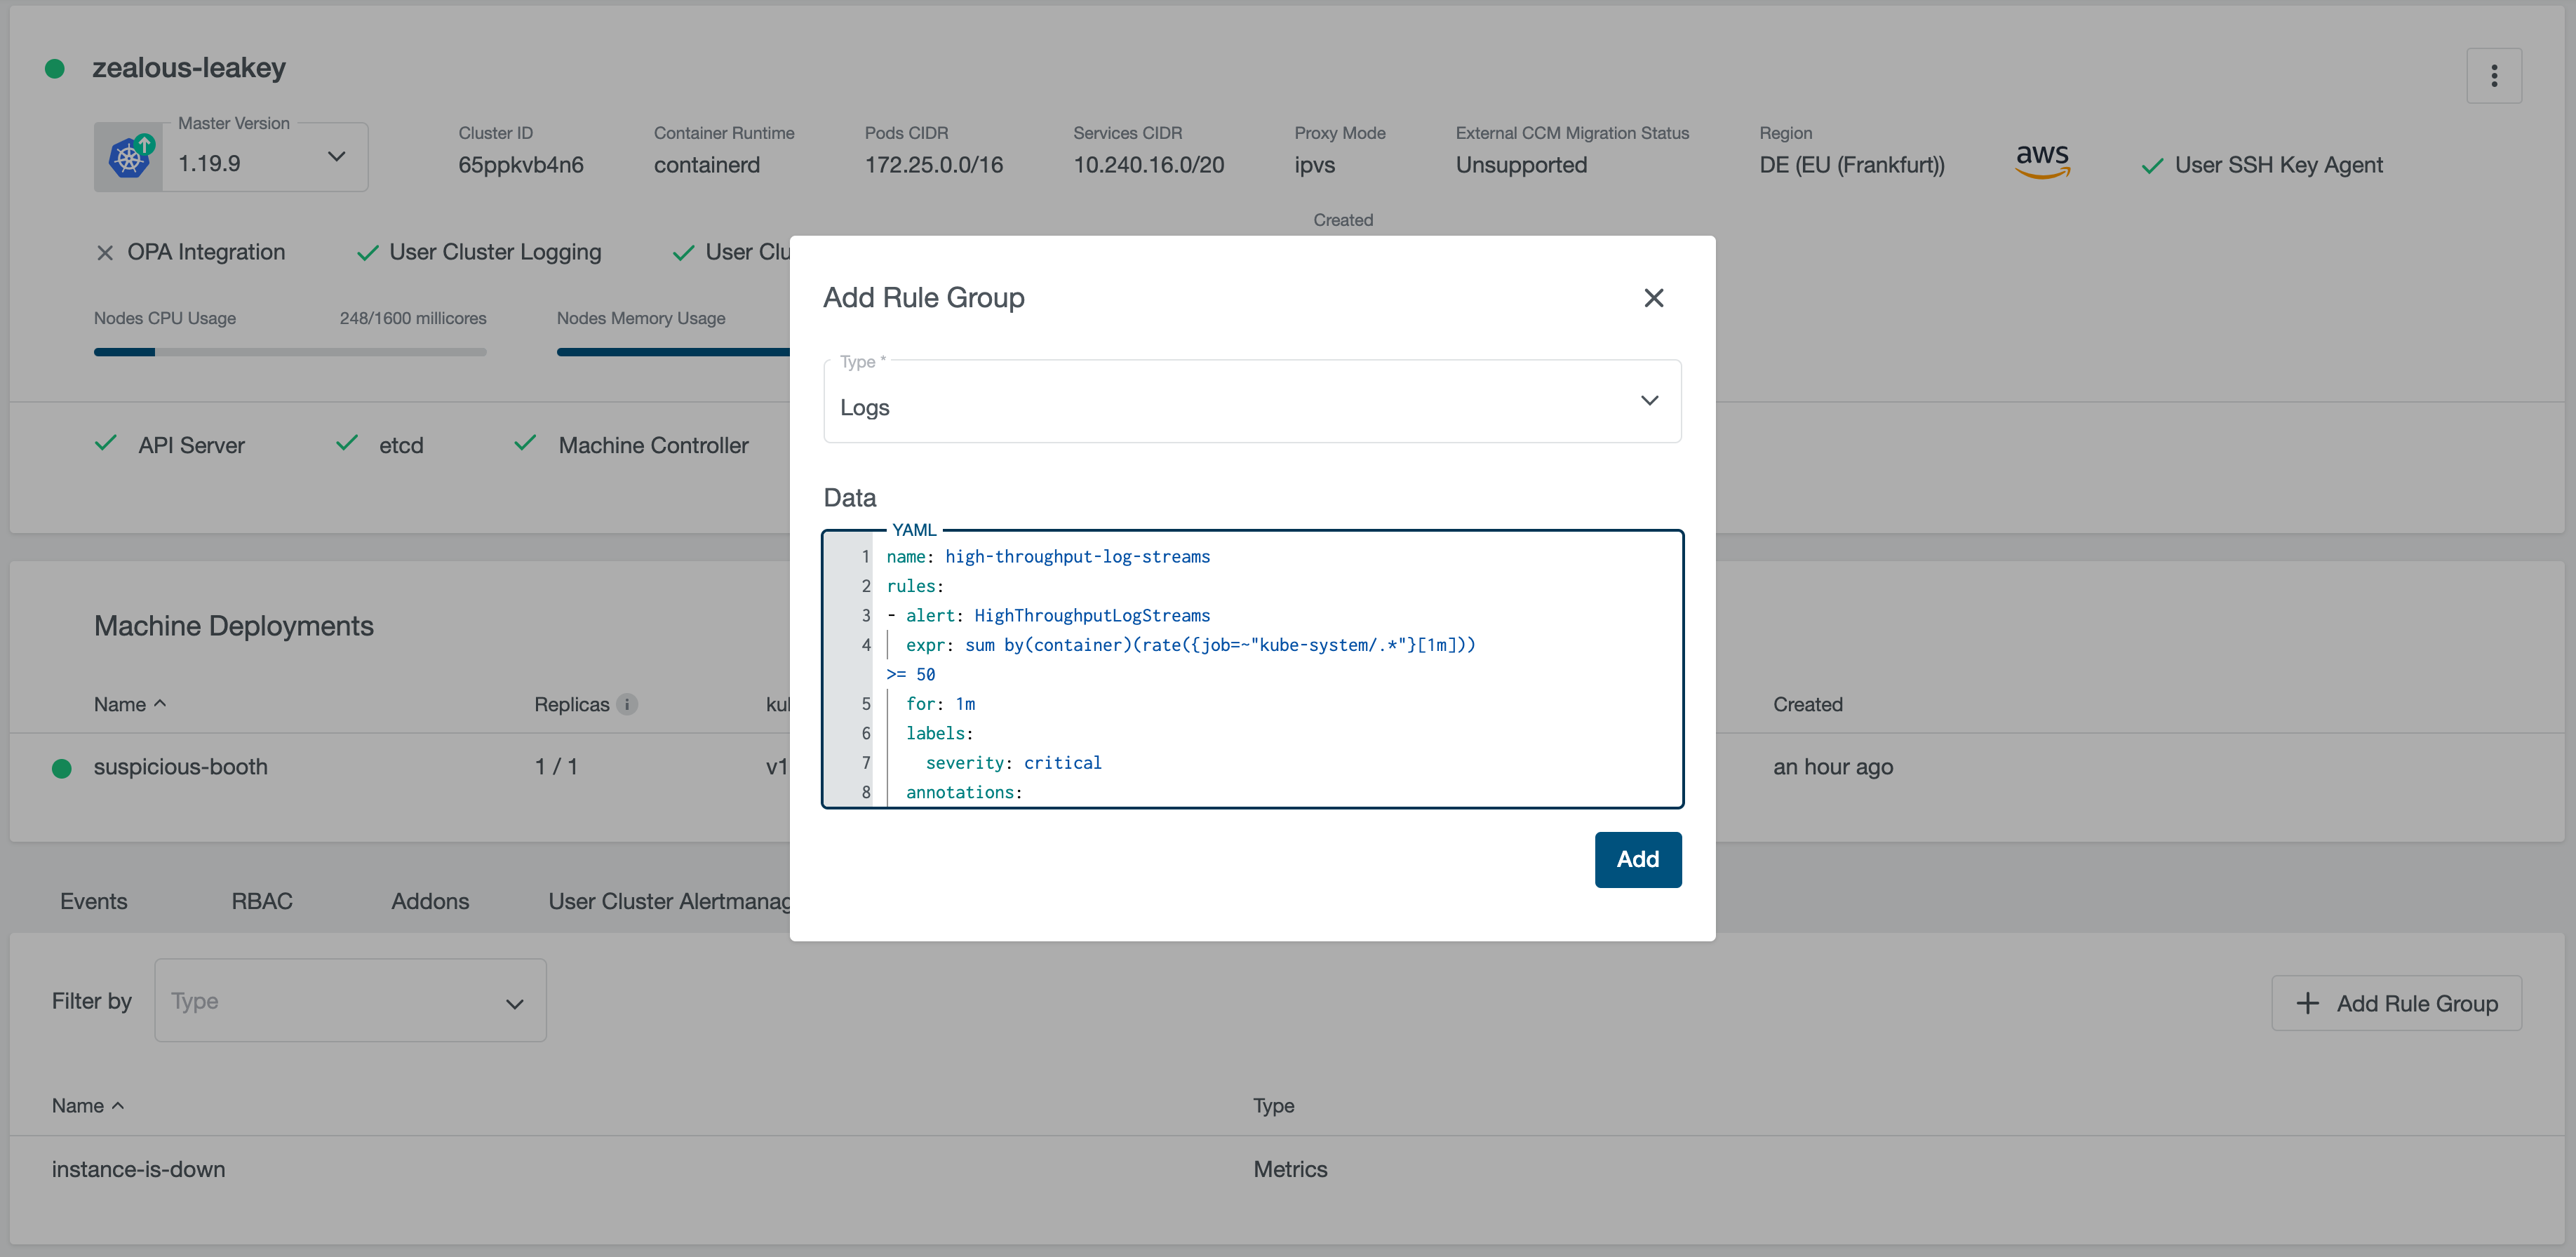 zealous-leakey
Master Version
1.19.9
Cluster ID
65ppkvb4n6
Container Runtime
containerd
Pods CIDR
172.25.0.0/16
Services CIDR
10.240.16.0/20
Proxy Mode
ipvs
External CCM Migration Status
Unsupported
Region
DE (EU (Frankfurt))
aws
User SSH Key Agent
OPA Integration
User Cluster Logging
User Clu
Created
Nodes CPU Usage
248/1600 millicores
Nodes Memory Usage
API Server
etcd
Machine Controller
Add Rule Group
Type *
Logs
Data
YAML
1 name: high-throughput-log-streams
2 rules:
3 - alert: HighThroughputLogStreams
4 expr: sum by(container)(rate({job=~"kube-system/.*"}[1m]))
>= 50
5 for: 1m
6 labels:
7 severity: critical
8 annotations:
Add
Machine Deployments
Name
Replicas
kul
Created
suspicious-booth
1 / 1
v1
an hour ago
Events
RBAC
Addons
User Cluster Alertmanag
Filter by
Type
Add Rule Group
Name
Type
instance-is-down
Metrics